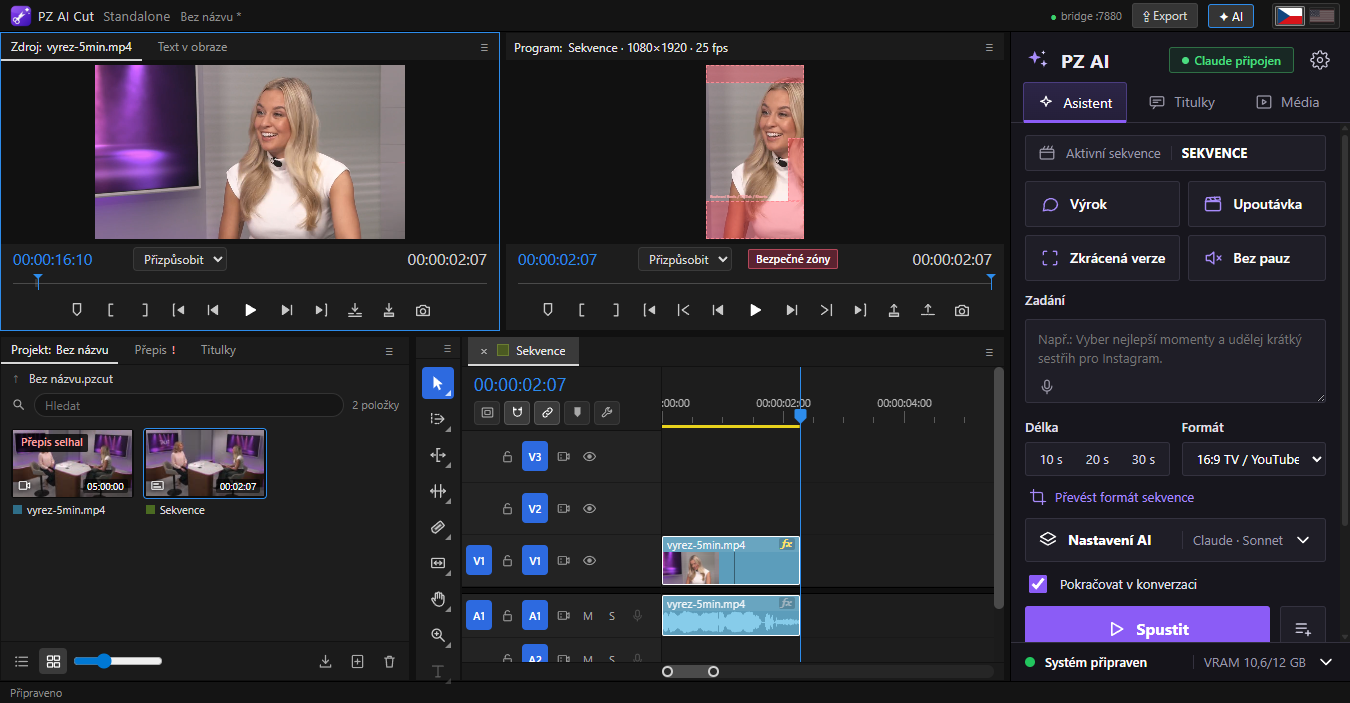 PZ AI Cut Standalone Bez názvu *
bridge :7880
Export
AI
Zdroj: vyrez-5min.mp4
Text v obraze
Program: Sekvence · 1080×1920 · 25 fps
00:00:16:10
Přizpůsobit
00:00:02:07
00:00:02:07
Přizpůsobit
Bezpečné zóny
00:00:02:07
Projekt: Bez názvu
Přepis !
Titulky
Bez názvu.pzcut
Hledat
2 položky
Přepis selhal
05:00:00
00:02:07
vyrez-5min.mp4
Sekvence
Sekvence
00:00:02:07
:00:00
00:00:02:00
00:00:04:00
V3
V2
V1
V1
vyrez-5min.mp4
fx
A1
A1
M
S
vyrez-5min.mp4
fx
A2
M
S
PZ AI
Claude připojen
Asistent
Titulky
Média
Aktivní sekvence
SEKVENCE
Výrok
Upoutávka
Zkrácená verze
Bez pauz
Zadání
Např.: Vyber nejlepší momenty a udělej krátký
sestřih pro Instagram.
Délka
Formát
10 s
20 s
30 s
16:9 TV / YouTube
Převést formát sekvence
Nastavení AI
Claude · Sonnet
Pokračovat v konverzaci
Spustit
Systém připraven
VRAM 10,6/12 GB
Připraveno